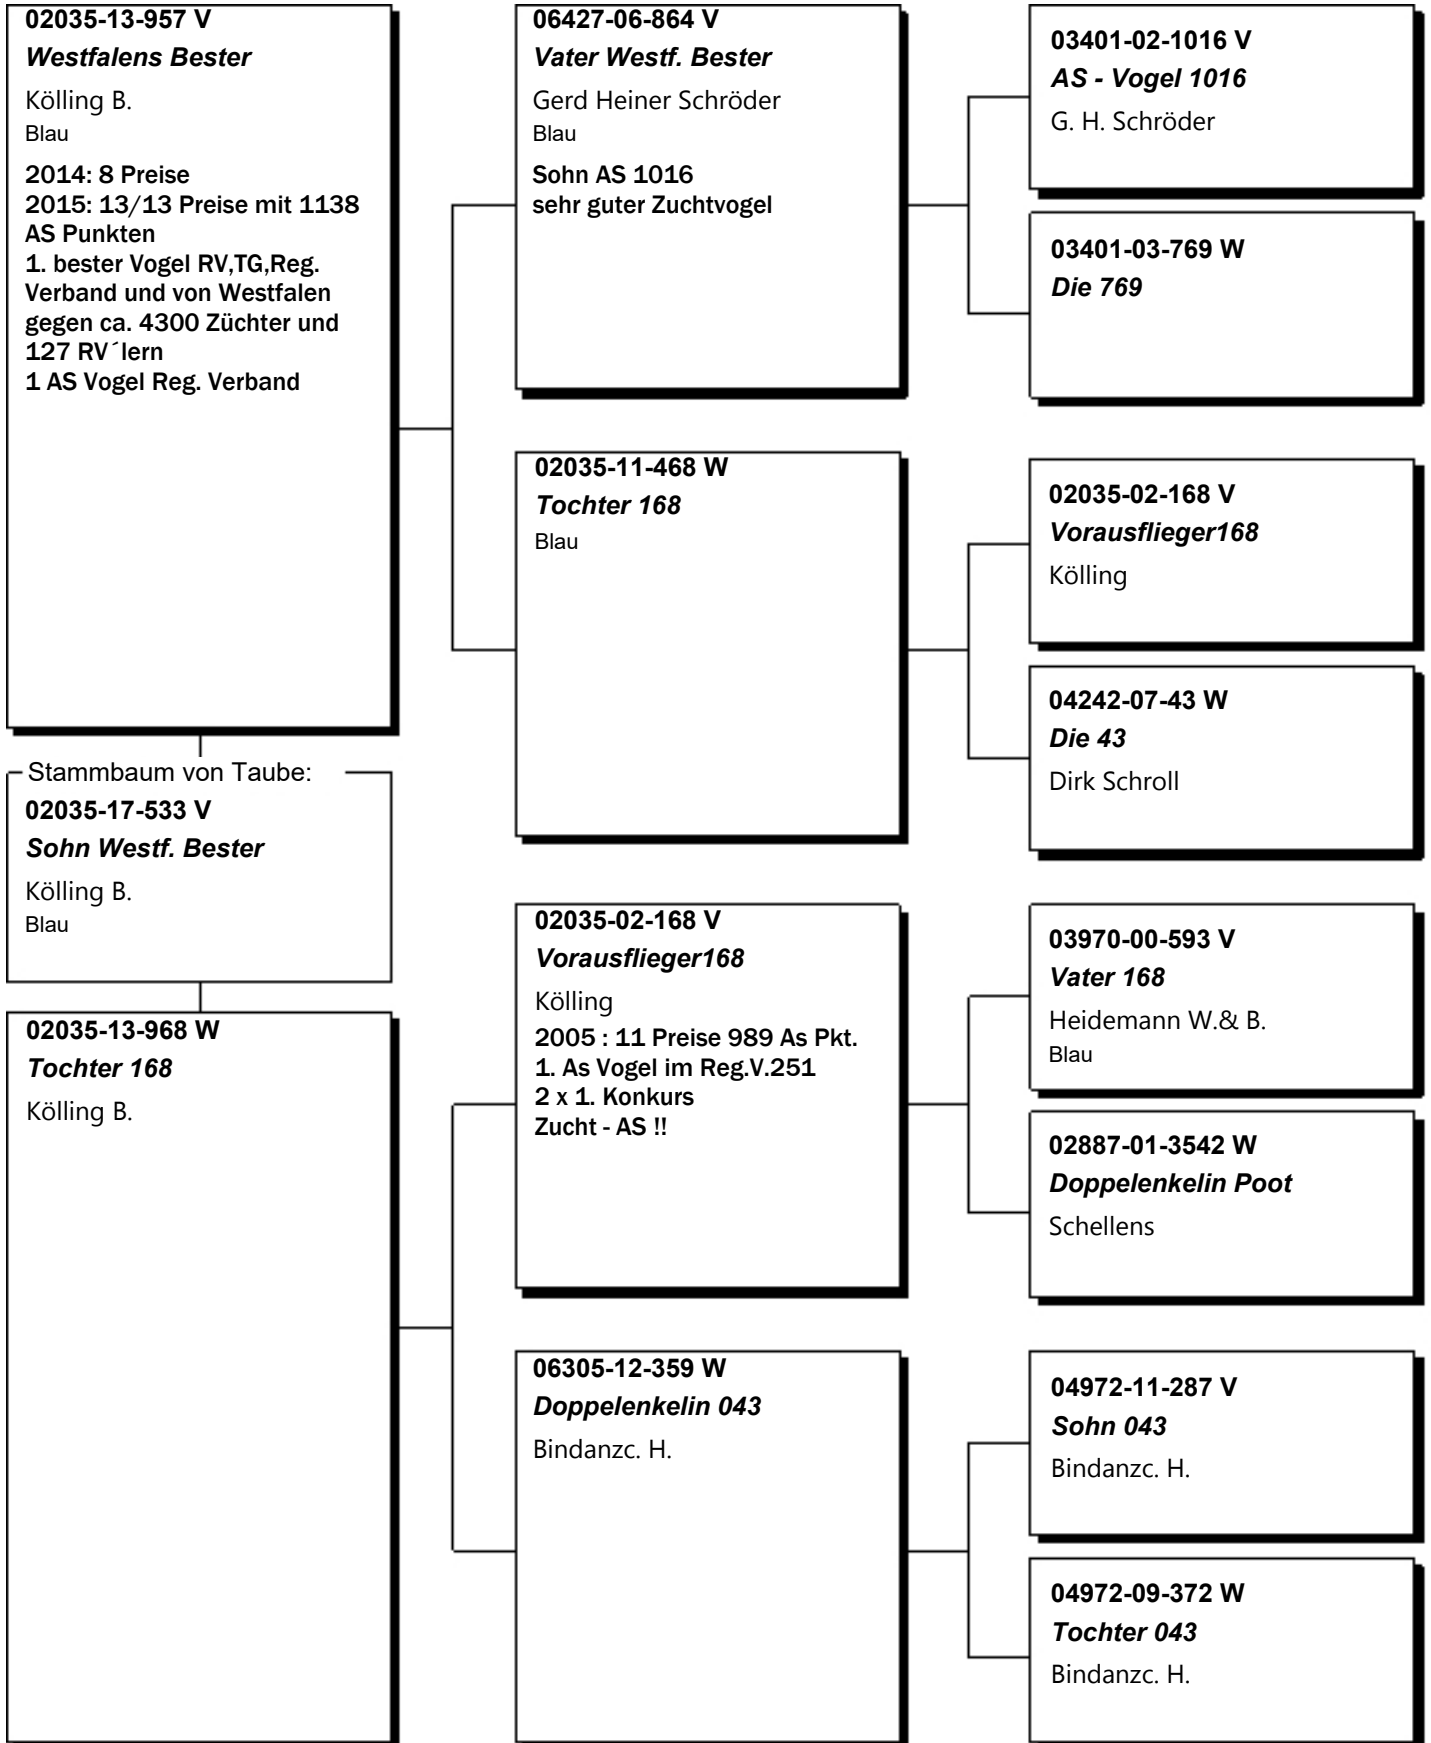 02035-13-957 V
Westfalens Bester
Kölling B.
Blau
2014: 8 Preise
2015: 13/13 Preise mit 1138
AS Punkten
1. bester Vogel RV,TG,Reg.
Verband und von Westfalen
gegen ca. 4300 Züchter und
127 RV´lern
1 AS Vogel Reg. Verband
Stammbaum von Taube:
02035-17-533 V
Sohn Westf. Bester
Kölling B.
Blau
02035-13-968 W
Tochter 168
Kölling B.
06427-06-864 V
Vater Westf. Bester
Gerd Heiner Schröder
Blau
Sohn AS 1016
sehr guter Zuchtvogel
02035-11-468 W
Tochter 168
Blau
02035-02-168 V
Vorausflieger168
Kölling
2005 : 11 Preise 989 As Pkt.
1. As Vogel im Reg.V.251
2 x 1. Konkurs
Zucht - AS !!
06305-12-359 W
Doppelenkelin 043
Bindanzc. H.
03401-02-1016 V
AS - Vogel 1016
G. H. Schröder
03401-03-769 W
Die 769
02035-02-168 V
Vorausflieger168
Kölling
04242-07-43 W
Die 43
Dirk Schroll
03970-00-593 V
Vater 168
Heidemann W.& B.
Blau
02887-01-3542 W
Doppelenkelin Poot
Schellens
04972-11-287 V
Sohn 043
Bindanzc. H.
04972-09-372 W
Tochter 043
Bindanzc. H.